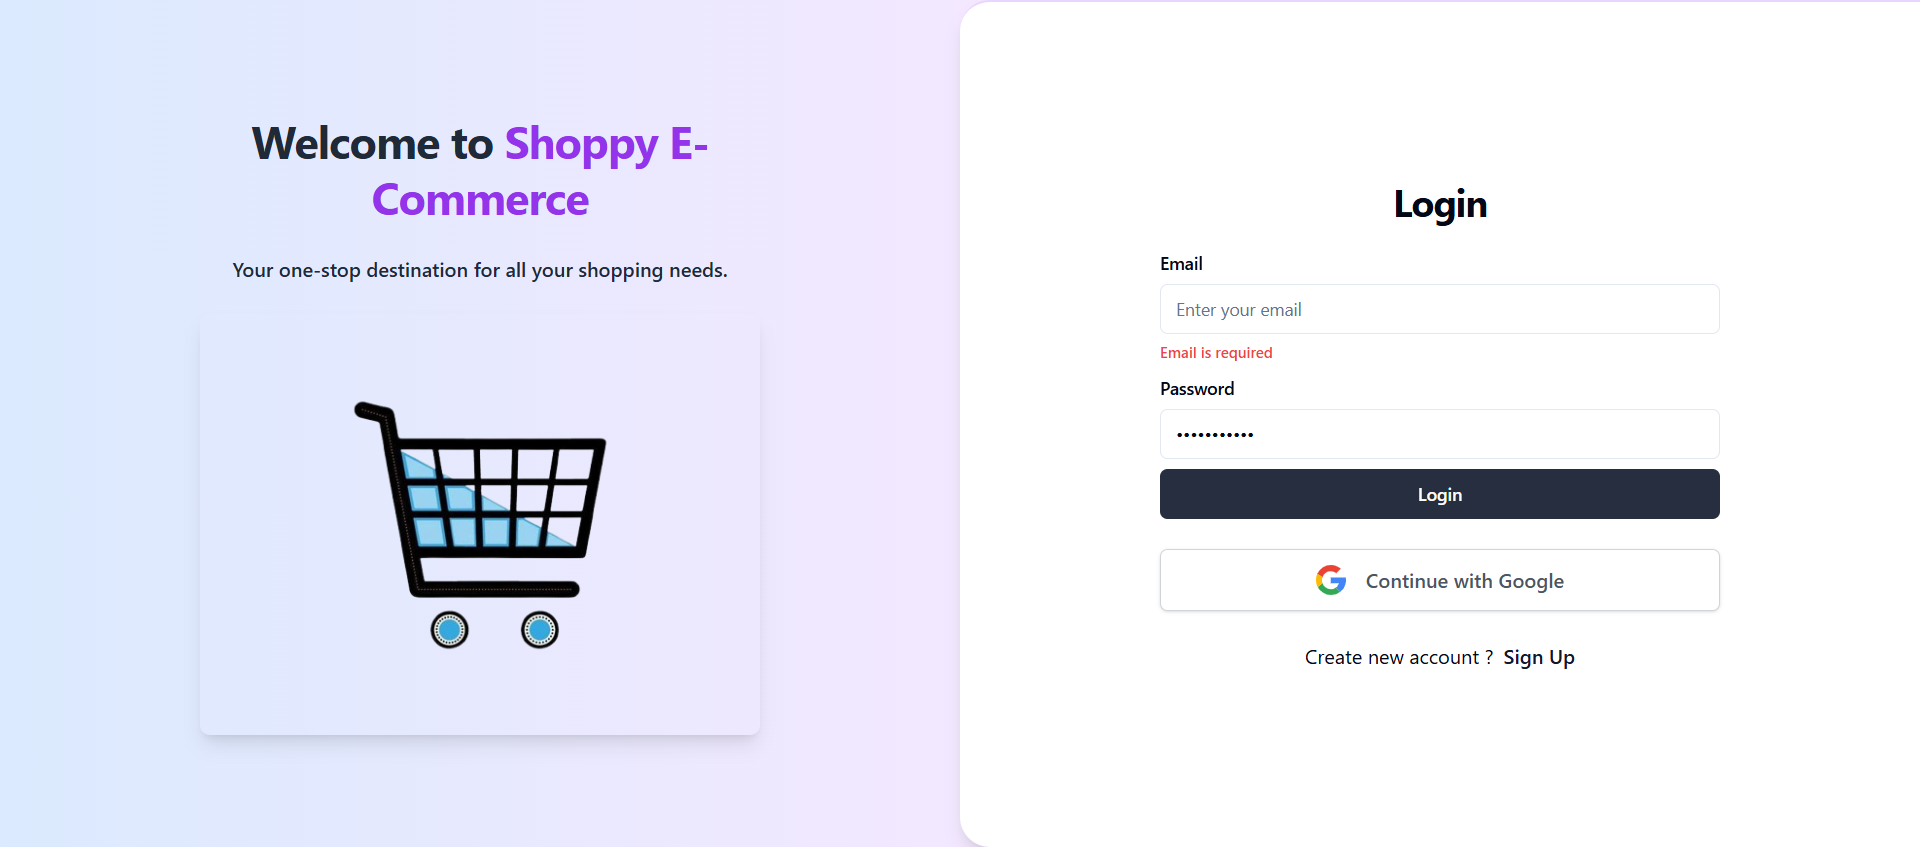 Welcome to Shoppy E-
Commerce
Your one-stop destination for all your shopping needs.
Login
Email
Enter your email
Email is required
Password
•••••••••••
Login
Continue with Google
Create new account ? Sign Up